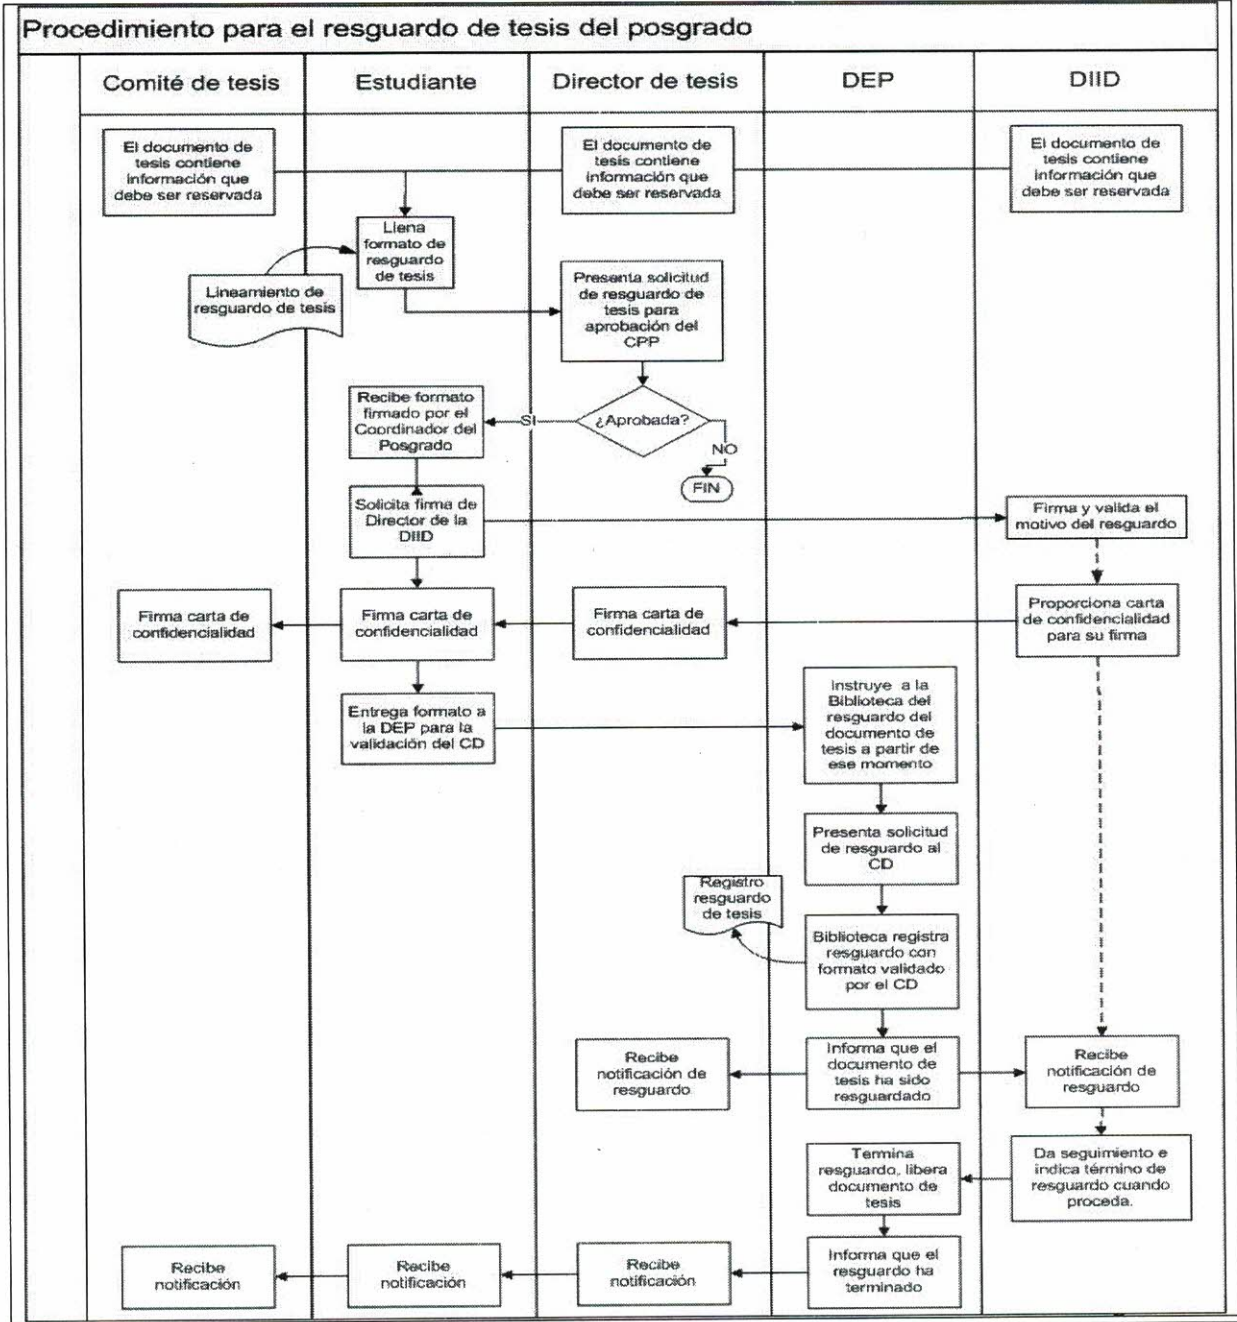 Procedimiento para el resguardo de tesis del posgrado
Comité de tesis
Estudiante
Director de tesis
DEP
DIID
El documento de
tesis contiene
información que
debe ser reservada
El documento de
tesis contiene
información que
debe ser reservada
El documento de
tesis contiene
información que
debe ser reservada
Llena
formato de
resguardo
de tesis
Lineamiento de
resguardo de tesis
Presenta solicitud
de resguardo de
tesis para
aprobación del
CPP
Recibe formato
firmado por el
Coordinador del
Posgrado
SI
¿Aprobada?
NO
FIN
Solicita firma de
Director de la
DIID
Firma y valida el
motivo del resguardo
Firma carta de
confidencialidad
Firma carta de
confidencialidad
Firma carta de
confidencialidad
Proporciona carta
de confidencialidad
para su firma
Entrega formato a
la DEP para la
validación del CD
Instruye a la
Biblioteca del
resguardo del
documento de
tesis a partir de
ese momento
Presenta solicitud
de resguardo al
CD
Registro
resguardo
de tesis
Biblioteca registra
resguardo con
formato validado
por el CD
Recibe
notificación de
resguardo
Informa que el
documento de
tesis ha sido
resguardado
Recibe
notificación de
resguardo
Termina
resguardo, libera
documento de
tesis
Da seguimiento e
indica término de
resguardo cuando
proceda.
Recibe
notificación
Recibe
notificación
Recibe
notificación
Informa que el
resguardo ha
terminado